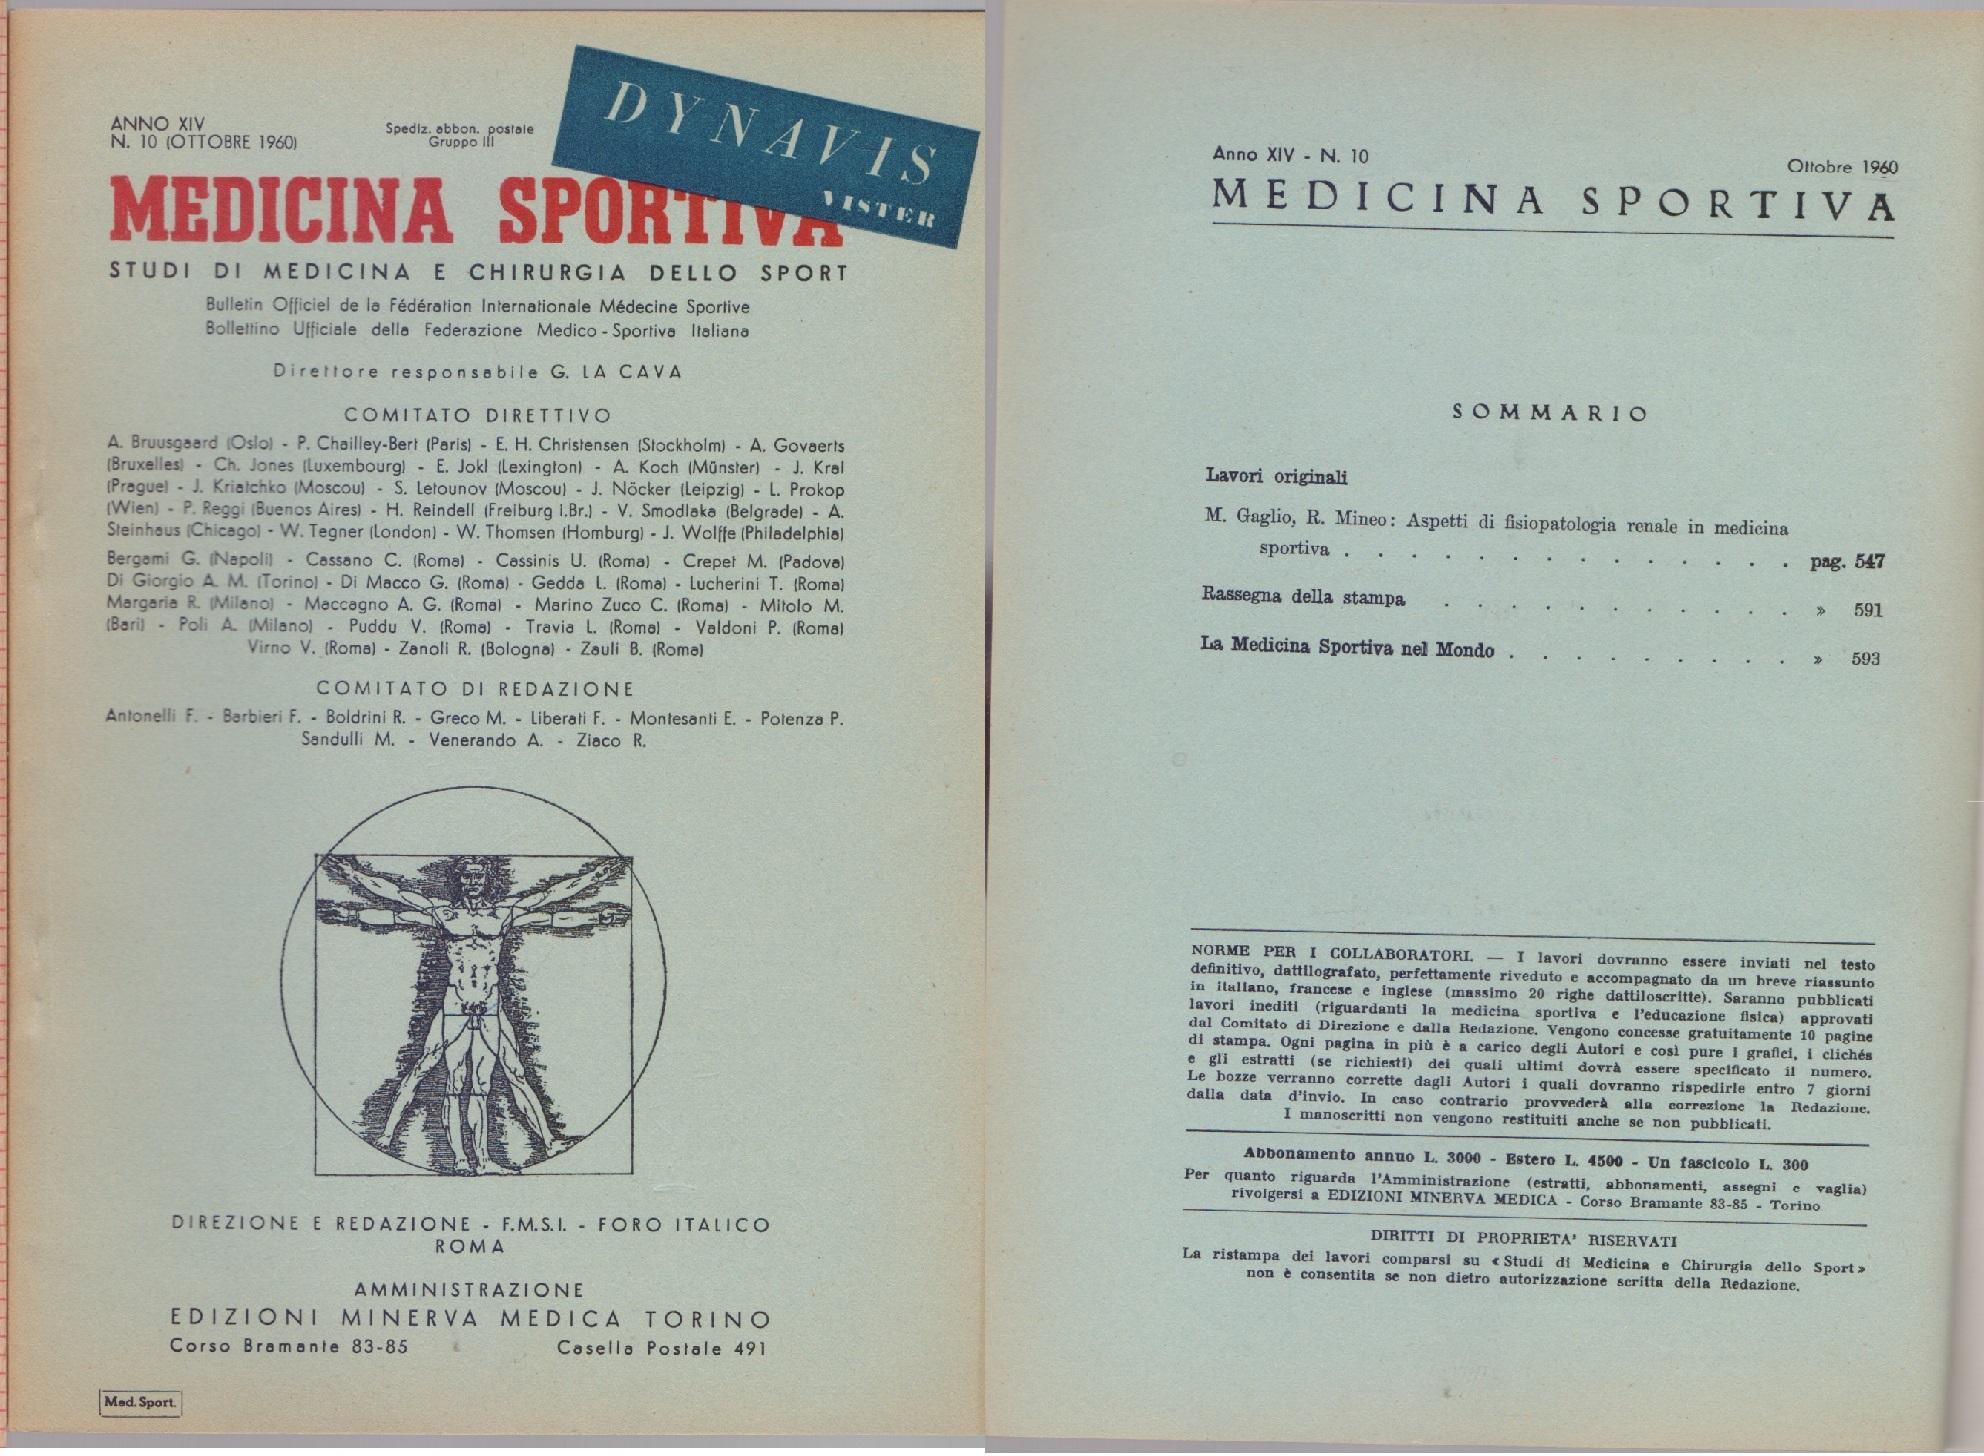 ANNO XIV
N. 10 (OTTOBRE 1960)
Spediz. abbon. postale
Gruppo III
DYNAVIS
VISTER
MEDICINA SPORTIVA
STUDI DI MEDICINA E CHIRURGIA DELLO SPORT
Bulletin Officiel de la Fédération Internationale Médecine Sportive
Bollettino Ufficiale della Federazione Medico-Sportiva Italiana
Direttore responsabile G. LA CAVA
COMITATO DIRETTIVO
A. Bruusgaard (Oslo) - P. Chailley-Bert (Paris) - E. H. Christensen (Stockholm) - A. Govaerts
(Bruxelles) - Ch. Jones (Luxembourg) - E. Jokl (Lexington) - A. Koch (Münster) - J. Kral
(Prague) - J. Kriatchko (Moscou) - S. Letounov (Moscou) - J. Nöcker (Leipzig) - L. Prokop
(Wien) - P. Reggi (Buenos Aires) - H. Reindell (Freiburg i.Br.) - V. Smodlaka (Belgrade) - A.
Steinhaus (Chicago) - W. Tegner (London) - W. Thomsen (Homburg) - J. Wolffe (Philadelphia)
Bergami G. (Napoli) - Cassano C. (Roma) - Cassinis U. (Roma) - Crepet M. (Padova)
Di Giorgio A. M. (Torino) - Di Macco G. (Roma) - Gedda L. (Roma) - Lucherini T. (Roma)
Margaria R. (Milano) - Maccagno A. G. (Roma) - Marino Zuco C. (Roma) - Mitolo M.
(Bari) - Poli A. (Milano) - Puddu V. (Roma) - Travia L. (Roma) - Valdoni P. (Roma)
Virno V. (Roma) - Zanoli R. (Bologna) - Zauli B. (Roma)
COMITATO DI REDAZIONE
Antonelli F. - Barbieri F. - Boldrini R. - Greco M. - Liberati F. - Montesanti E. - Potenza P.
Sandulli M. - Venerando A. - Ziaco R.
DIREZIONE E REDAZIONE - F.M.S.I. - FORO ITALICO
ROMA
AMMINISTRAZIONE
EDIZIONI MINERVA MEDICA TORINO
Corso Bramante 83-85 Casella Postale 491
Med. Sport.
Anno XIV - N. 10 Ottobre 1960
MEDICINA SPORTIVA
SOMMARIO
Lavori originali
M. Gaglio, R. Mineo: Aspetti di fisiopatologia renale in medicina
sportiva . . . . . . . . . . . . . . pag. 547
Rassegna della stampa . . . . . . . . . . . » 591
La Medicina Sportiva nel Mondo . . . . . . . . . » 593
NORME PER I COLLABORATORI. — I lavori dovranno essere inviati nel testo
definitivo, dattilografato, perfettamente riveduto e accompagnato da un breve riassunto
in italiano, francese e inglese (massimo 20 righe dattiloscritte). Saranno pubblicati
lavori inediti (riguardanti la medicina sportiva e l'educazione fisica) approvati
dal Comitato di Direzione e dalla Redazione. Vengono concesse gratuitamente 10 pagine
di stampa. Ogni pagina in più è a carico degli Autori e così pure i grafici, i clichés
e gli estratti (se richiesti) dei quali ultimi dovrà essere specificato il numero.
Le bozze verranno corrette dagli Autori i quali dovranno rispedirle entro 7 giorni
dalla data d'invio. In caso contrario provvederà alla correzione la Redazione.
I manoscritti non vengono restituiti anche se non pubblicati.
Abbonamento annuo L. 3000 - Estero L. 4500 - Un fascicolo L. 300
Per quanto riguarda l'Amministrazione (estratti, abbonamenti, assegni e vaglia)
rivolgersi a EDIZIONI MINERVA MEDICA - Corso Bramante 83-85 - Torino
DIRITTI DI PROPRIETA' RISERVATI
La ristampa dei lavori comparsi su «Studi di Medicina e Chirurgia dello Sport»
non è consentita se non dietro autorizzazione scritta della Redazione.